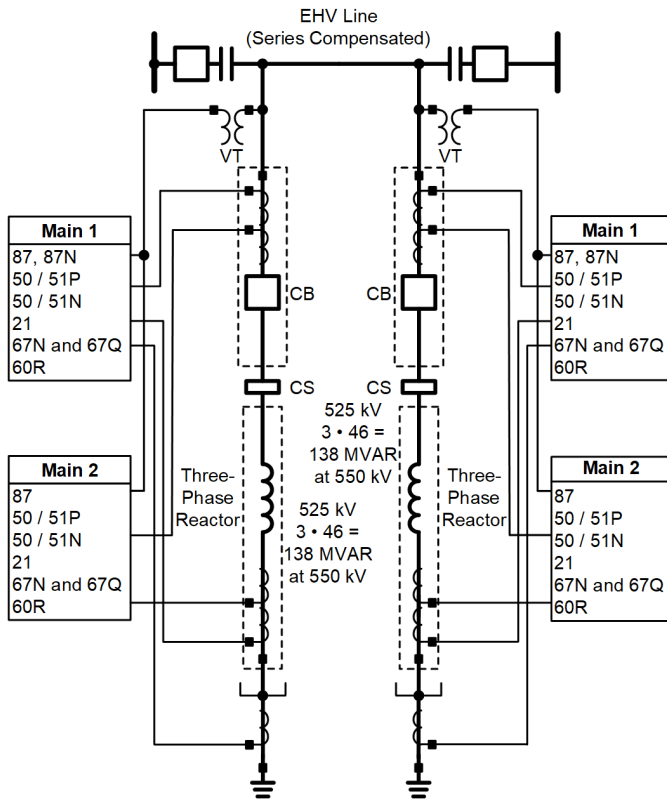 EHV Line
(Series Compensated)
VT
VT
Main 1
87, 87N
50 / 51P
50 / 51N
21
67N and 67Q
60R
Main 1
87, 87N
50 / 51P
50 / 51N
21
67N and 67Q
60R
CB
CB
CS
CS
525 kV
3 • 46 =
138 MVAR
at 550 kV
Three-
Phase
Reactor
525 kV
3 • 46 =
138 MVAR
at 550 kV
Three-
Phase
Reactor
Main 2
87
50 / 51P
50 / 51N
21
67N and 67Q
60R
Main 2
87
50 / 51P
50 / 51N
21
67N and 67Q
60R